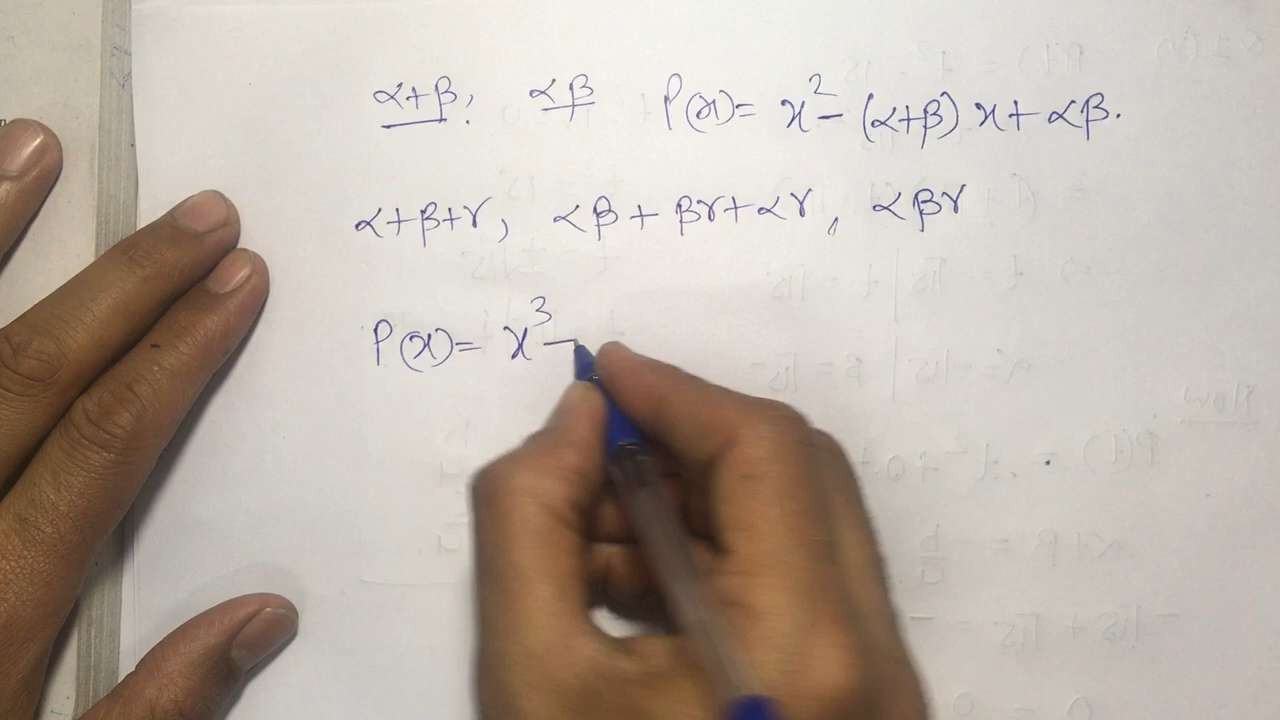 α+β, αβ P(x)= x²- (α+β) x+ αβ.
α+β+γ, αβ + βγ+αγ, αβγ
P(x)= x³-